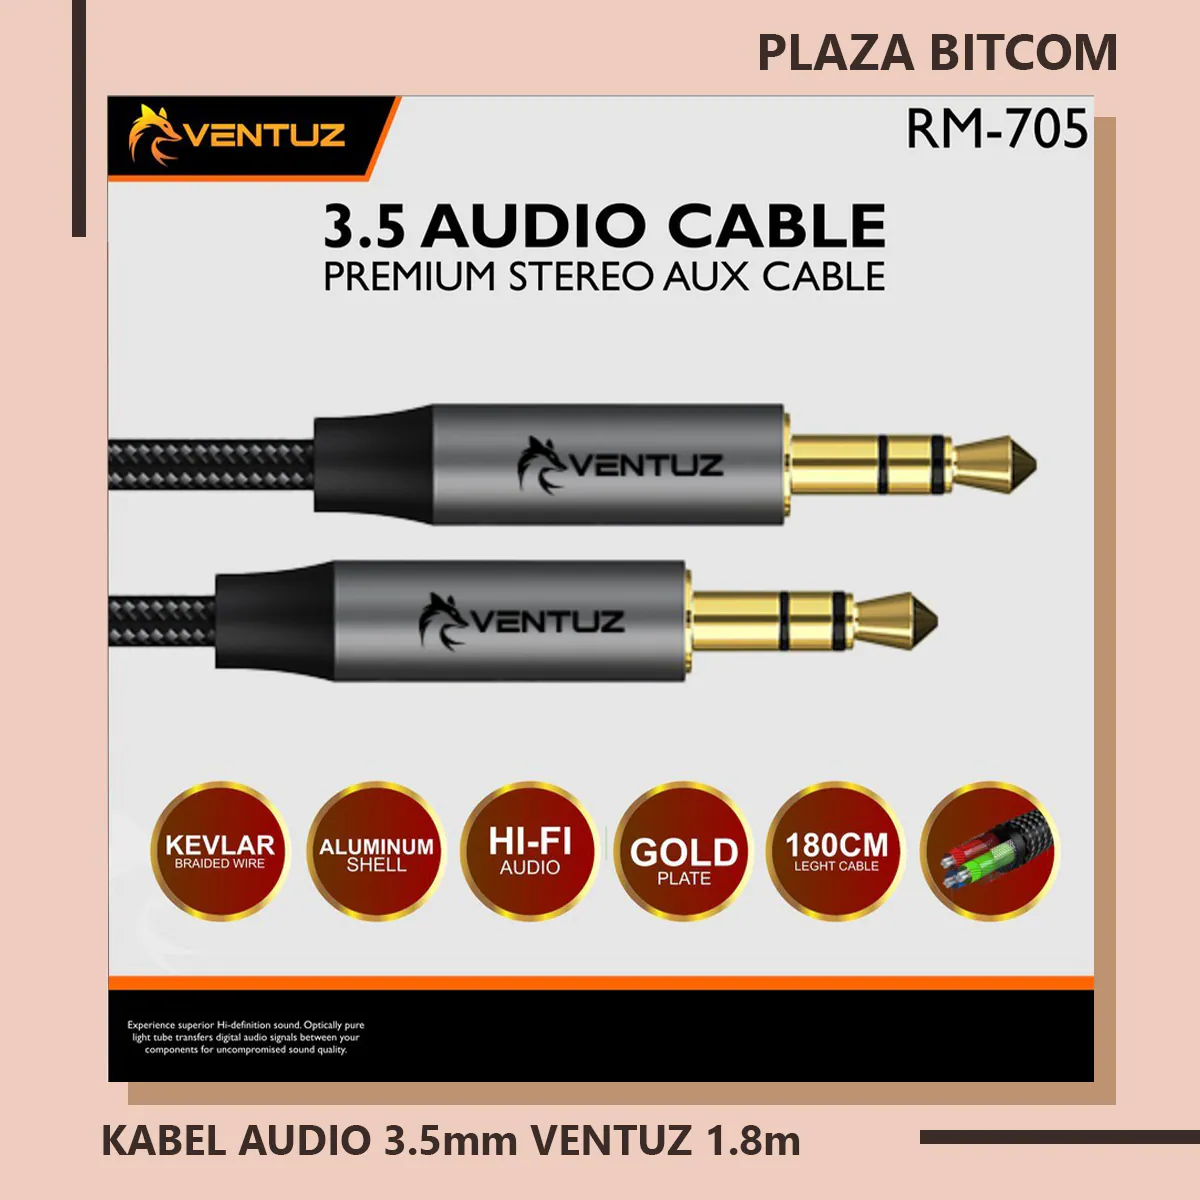 PLAZA BITCOM
VENTUZ
RM-705
3.5 AUDIO CABLE
PREMIUM STEREO AUX CABLE
VENTUZ
VENTUZ
KEVLAR
BRAIDED WIRE
ALUMINUM
SHELL
HI-FI
AUDIO
GOLD
PLATE
180CM
LEGHT CABLE
Experience superior Hi-definition sound. Optically pure
light tube transfers digital audio signals between your
components for uncompromised sound quality.
KABEL AUDIO 3.5mm VENTUZ 1.8m